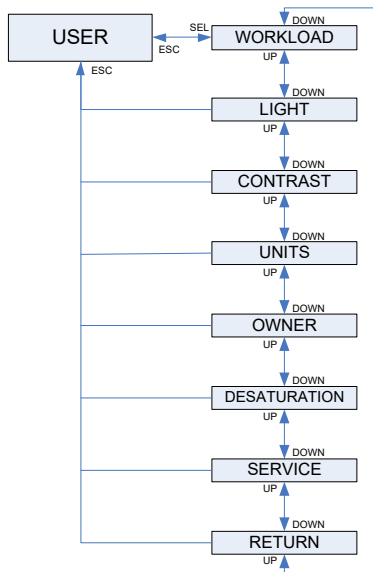 DOWN
USER
SEL
ESC
WORKLOAD
ESC
UP
DOWN
LIGHT
UP
DOWN
CONTRAST
UP
DOWN
UNITS
UP
DOWN
OWNER
UP
DOWN
DESATURATION
UP
DOWN
SERVICE
UP
DOWN
RETURN
UP